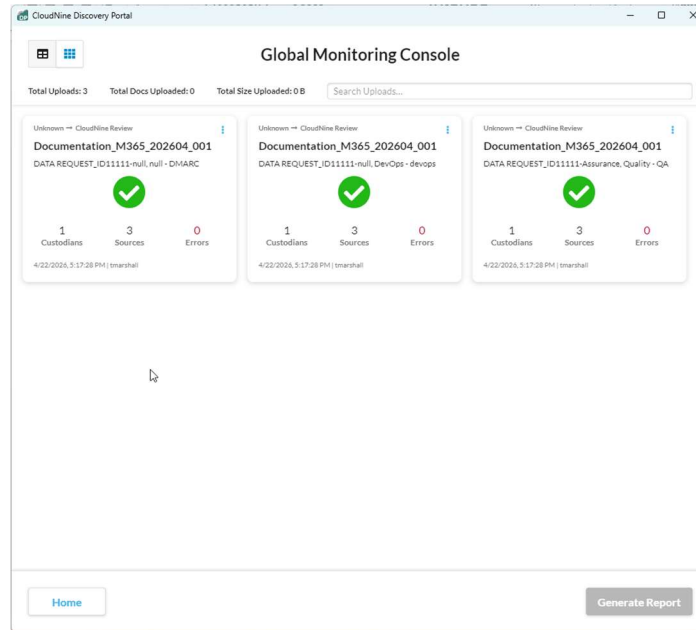 CloudNine Discovery Portal
Global Monitoring Console
Total Uploads: 3 Total Docs Uploaded: 0 Total Size Uploaded: 0 B Search Uploads...
Unknown → CloudNine Review
Documentation_M365_202604_001
DATA REQUEST_ID11111-null, null - DMARC
1 3 0
Custodians Sources Errors
4/22/2026, 5:17:28 PM | tmarshall
Unknown → CloudNine Review
Documentation_M365_202604_001
DATA REQUEST_ID11111-null, DevOps - devops
1 3 0
Custodians Sources Errors
4/22/2026, 5:17:28 PM | tmarshall
Unknown → CloudNine Review
Documentation_M365_202604_001
DATA REQUEST_ID11111-Assurance, Quality - QA
1 3 0
Custodians Sources Errors
4/22/2026, 5:17:28 PM | tmarshall
Home Generate Report